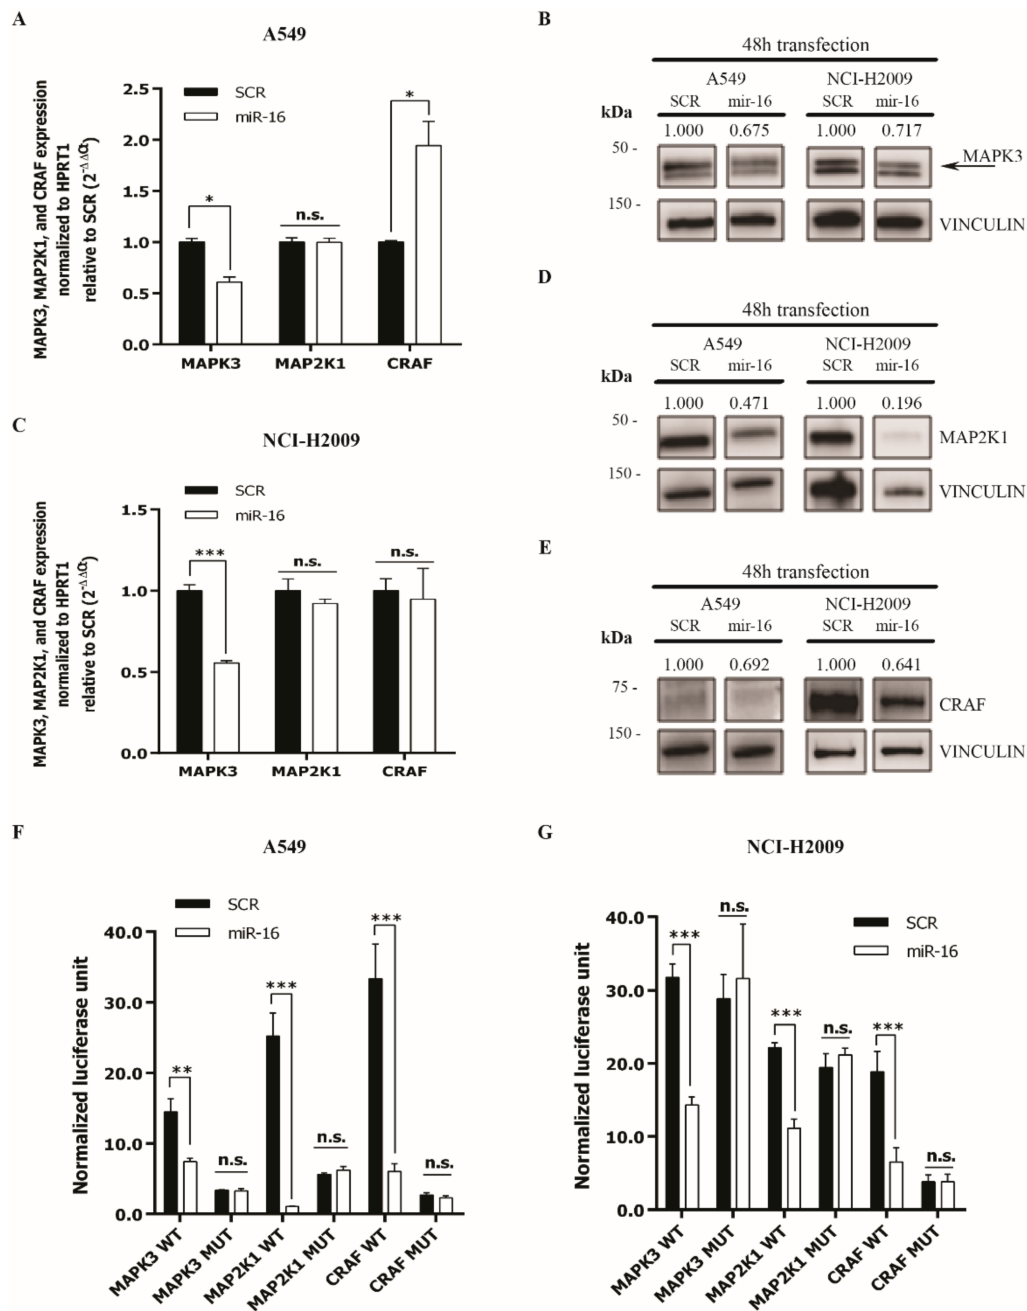 A
A549
MAPK3, MAP2K1, and CRAF expression
normalized to HPRT1
relative to SCR (2-ΔΔα)
SCR
miR-16
2.5
2.0
1.5
1.0
0.5
0.0
*
n.s.
*
MAPK3 MAP2K1 CRAF
B
48h transfection
A549 NCI-H2009
kDa SCR mir-16 SCR mir-16
1.000 0.675 1.000 0.717
50 -
MAPK3
150 -
VINCULIN
C
NCI-H2009
MAPK3, MAP2K1, and CRAF expression
normalized to HPRT1
relative to SCR (2-ΔΔα)
SCR
miR-16
1.5
1.0
0.5
0.0
***
n.s.
n.s.
MAPK3 MAP2K1 CRAF
D
48h transfection
A549 NCI-H2009
SCR mir-16 SCR mir-16
kDa
1.000 0.471 1.000 0.196
50 -
MAP2K1
150 -
VINCULIN
E
48h transfection
A549 NCI-H2009
SCR mir-16 SCR mir-16
kDa
1.000 0.692 1.000 0.641
75 -
CRAF
150 -
VINCULIN
F
A549
Normalized luciferase unit
SCR
miR-16
40.0
30.0
20.0
10.0
0.0
**
n.s.
***
n.s.
***
n.s.
MAPK3 WT
MAPK3 MUT
MAP2K1 WT
MAP2K1 MUT
CRAF WT
CRAF MUT
G
NCI-H2009
Normalized luciferase unit
SCR
miR-16
40.0
30.0
20.0
10.0
0.0
***
n.s.
***
n.s.
***
n.s.
MAPK3 WT
MAPK3 MUT
MAP2K1 WT
MAP2K1 MUT
CRAF WT
CRAF MUT